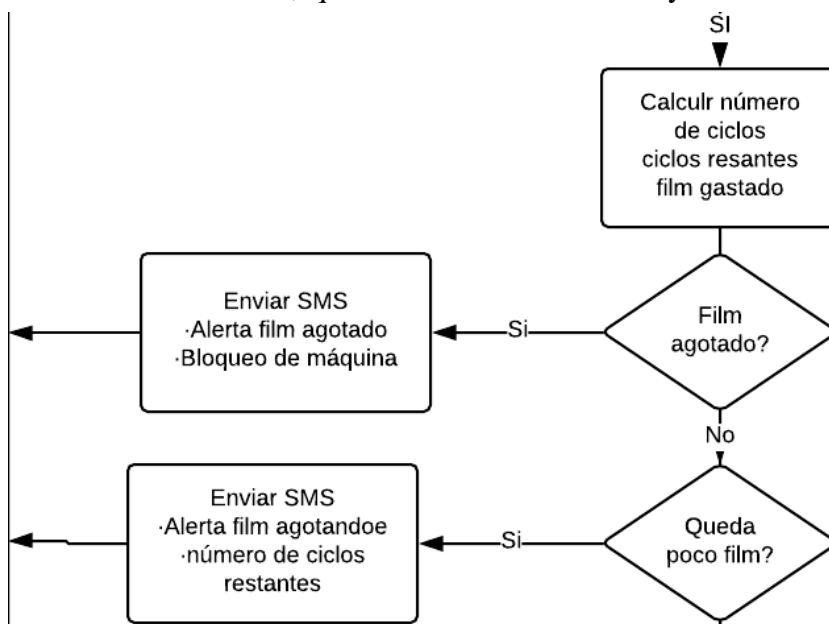 SI
Calculr número
de ciclos
ciclos resantes
film gastado
Enviar SMS
·Alerta film agotado
·Bloqueo de máquina
Si
Film
agotado?
No
Enviar SMS
·Alerta film agotandoe
·número de ciclos
restantes
Si
Queda
poco film?